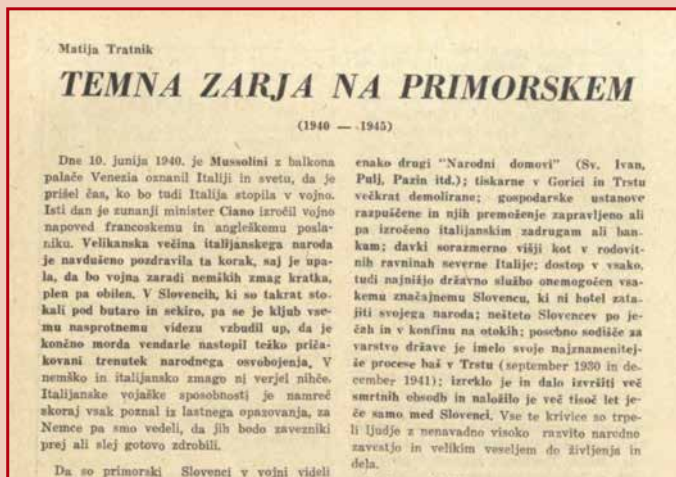 Matija Tratnik
TEMNA ZARJA NA PRIMORSKEM
(1940 — 1945)
Dne 10. junija 1940. je Mussolini z balkona
palače Venezia oznanil Italiji in svetu, da je
prišel čas, ko bo tudi Italija stopila v vojno.
Isti dan je zunanji minister Ciano izročil vojno
napoved francoskemu in angleškemu posla-
niku. Velikanska večina italijanskega naroda
je navdušeno pozdravila ta korak, saj je upa-
la, da bo vojna zaradi nemških zmag kratka,
plen pa obilen. V Slovencih, ki so takrat sto-
kali pod butaro in sekiro, pa se je kljub vse-
mu nasprotnemu videzu vzbudil up, da je
končno morda vendarle nastopil težko priča-
kovani trenutek narodnega osvobojenja. V
nemško in italijansko zmago ni verjel nihče.
Italijanske vojaške sposobnosti je namreč
skoraj vsak poznal iz lastnega opazovanja, za
Nemce pa smo vedeli, da jih bodo zavezniki
prej ali slej gotovo zdrobili.
Da so primorski Slovenci v vojni videli
enako drugi "Narodni domovi" (Sv. Ivan,
Pulj, Pazin itd.); tiskarne v Gorici in Trstu
večkrat demolirane; gospodarske ustanove
razpuščene in njih premoženje zapravljeno ali
pa izročeno italijanskim zadrugam ali ban-
kam; davki sorazmerno višji kot v rodovit-
nih ravninah severne Italije; dostop v vsako,
tudi najnižjo državno službo onemogočen vsa-
kemu značajnemu Slovencu, ki ni hotel zata-
jiti svojega naroda; nešteto Slovencev po je-
čah in v konfinu na otokih; posebno sodišče za
varstvo države je imelo svoje najznamenitej-
še procese baš v Trstu (september 1930 in de-
cember 1941); izreklo je in dalo izvršiti več
smrtnih obsodb in naložilo je več tisoč let je-
če samo med Slovenci. Vse te krivice so trpe-
li ljudje z nenavadno visoko razvito narodno
zavestjo in velikim veseljem do življenja in
dela.